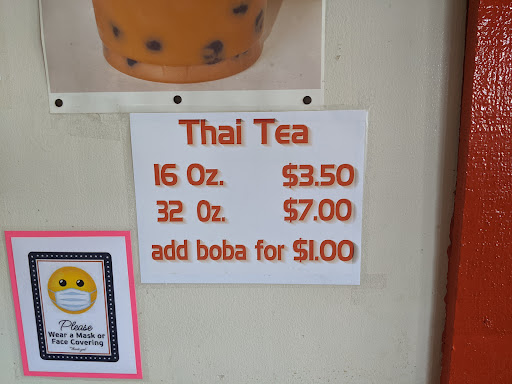 Thai Tea
16 Oz. $3.50
32 Oz. $7.00
add boba for $1.00
Please
Wear a Mask or
Face Covering